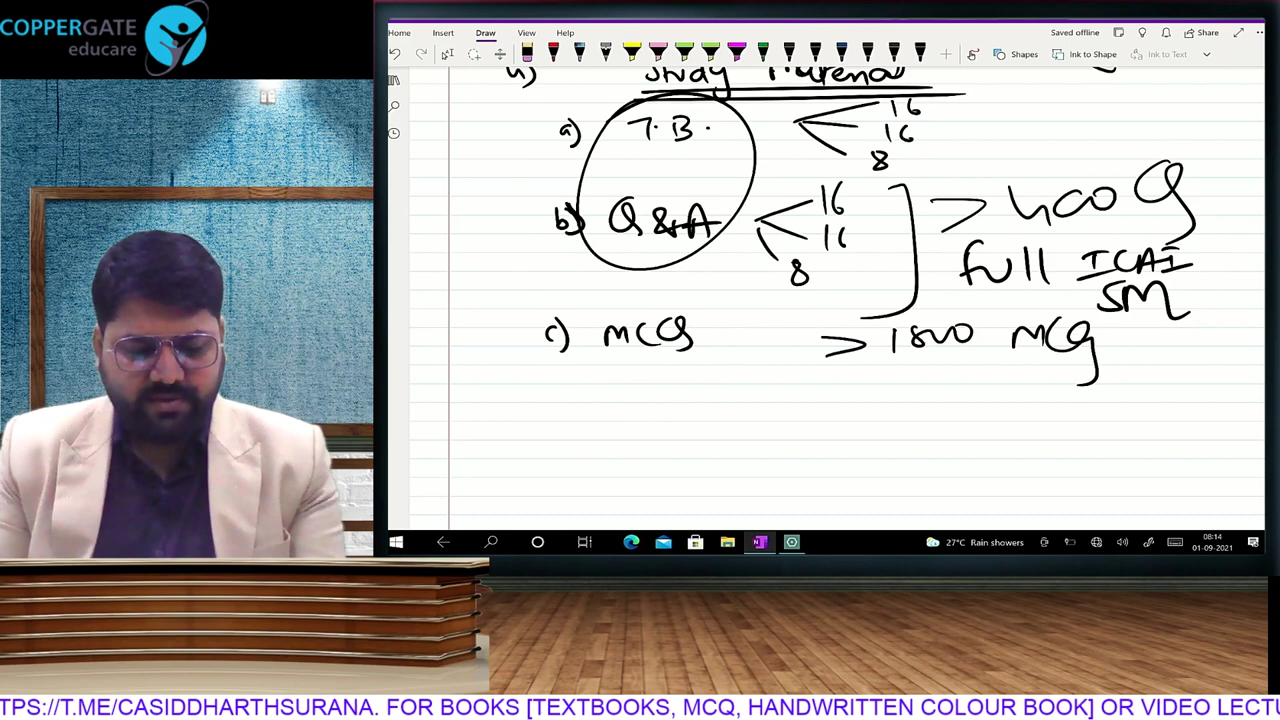 COPPERGATE
educare
Home Insert Draw View Help
Saved offline
Share
Shapes
Ink to Shape
Ink to Text
Study Material
a) T.B. 16
16
8
b) Q & A 16
16
8
> 400 Q
full ICAI
SM
c) MCQ > 1800 MCQ
27°C Rain showers
08:14
01-09-2021
TPS://T.ME/CASIDDHARTHSURANA. FOR BOOKS [TEXTBOOKS, MCQ, HANDWRITTEN COLOUR BOOK] OR VIDEO LECTU